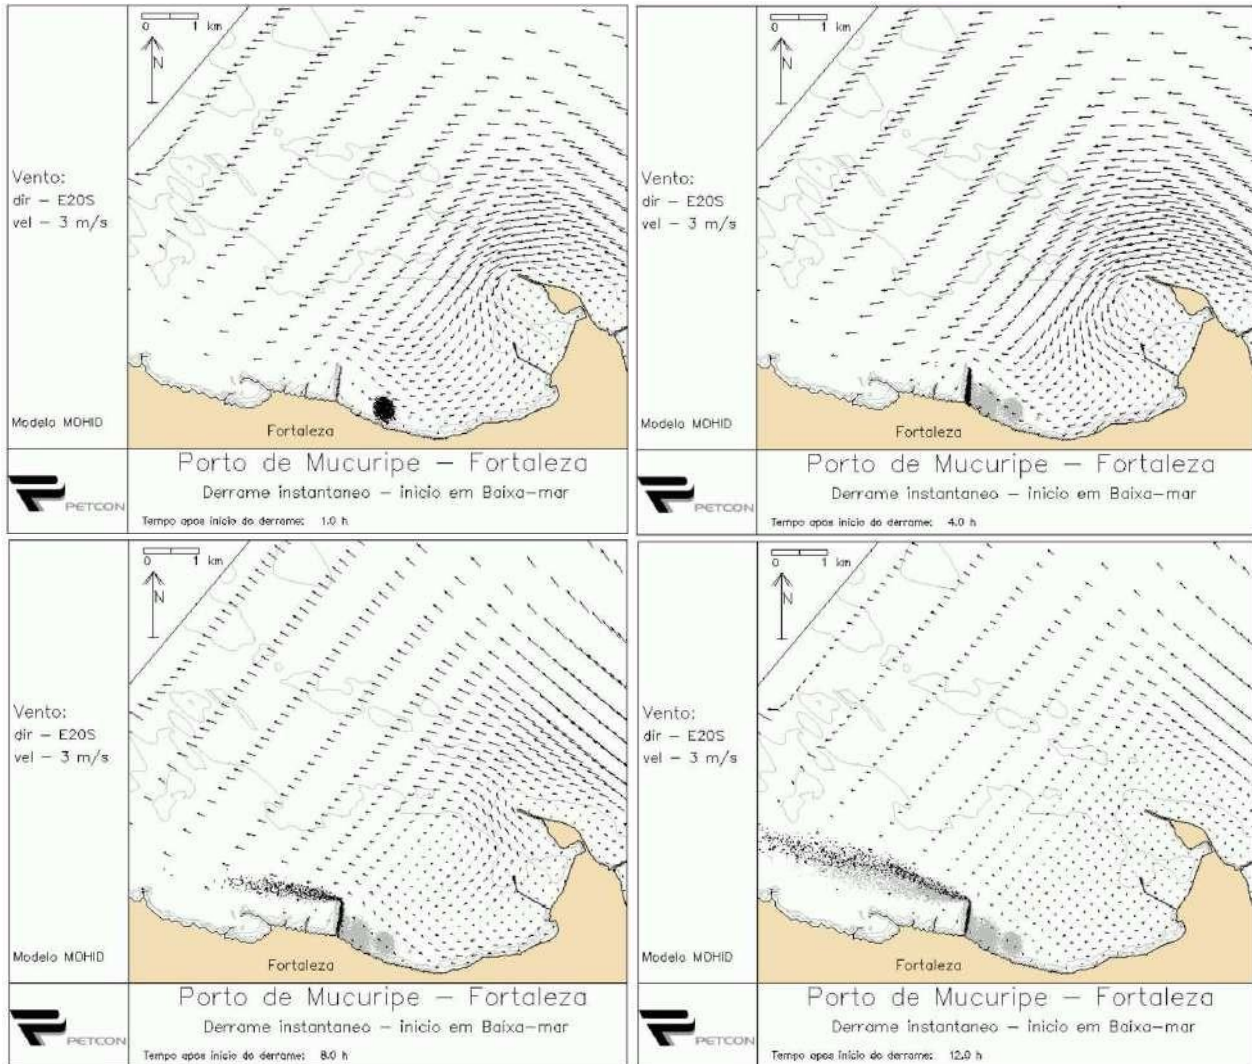 0 1 km
N
Vento:
dir - E20S
vel - 3 m/s
Modelo MOHID
Fortaleza
PETCON
Porto de Mucuripe - Fortaleza
Derrame instantaneo - inicio em Baixa-mar
Tempo apos inicio do derrame: 1.0 h
0 1 km
N
Vento:
dir - E20S
vel - 3 m/s
Modelo MOHID
Fortaleza
PETCON
Porto de Mucuripe - Fortaleza
Derrame instantaneo - inicio em Baixa-mar
Tempo apos inicio do derrame: 4.0 h
0 1 km
N
Vento:
dir - E20S
vel - 3 m/s
Modelo MOHID
Fortaleza
PETCON
Porto de Mucuripe - Fortaleza
Derrame instantaneo - inicio em Baixa-mar
Tempo apos inicio do derrame: 8.0 h
0 1 km
N
Vento:
dir - E20S
vel - 3 m/s
Modelo MOHID
Fortaleza
PETCON
Porto de Mucuripe - Fortaleza
Derrame instantaneo - inicio em Baixa-mar
Tempo apos inicio do derrame: 12.0 h